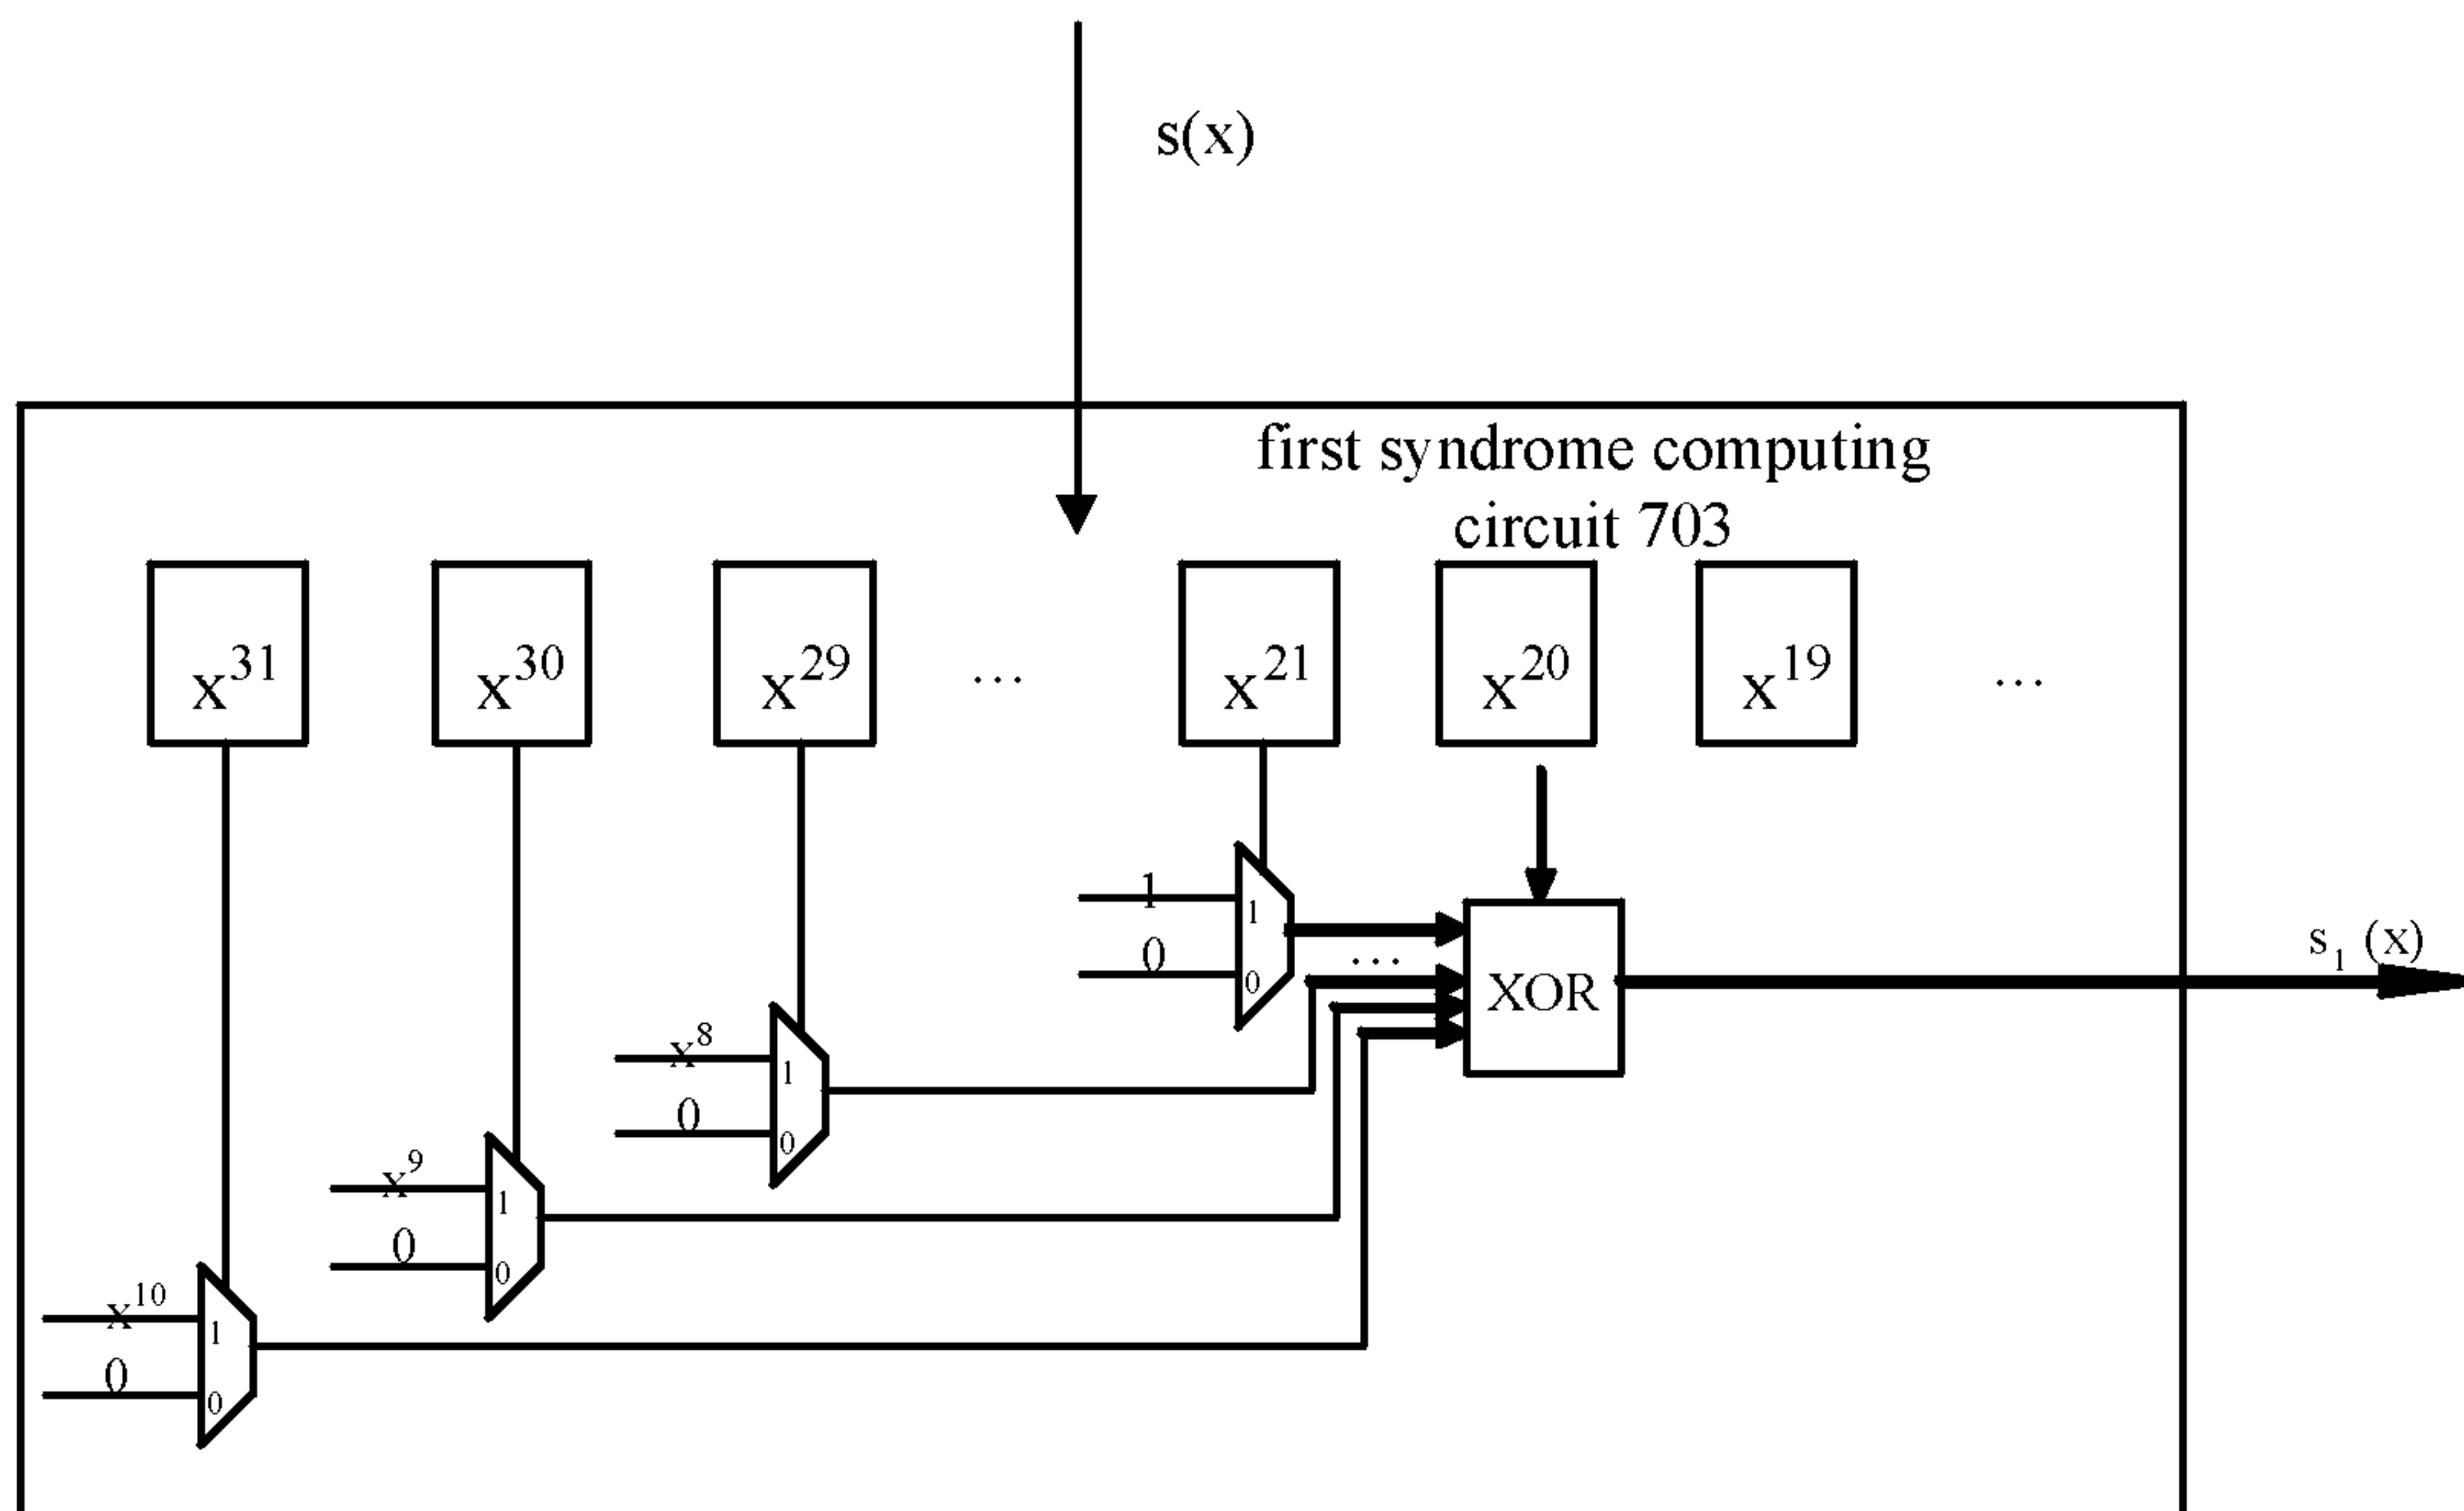 s(x)
first syndrome computing
circuit 703
x³¹ x³⁰ x²⁹ ... x²¹ x²⁰ x¹⁹ ...
1
1
0
0
...
XOR
s₁ (x)
x⁸
1
0
0
x⁹
1
0
0
x¹⁰
1
0
0